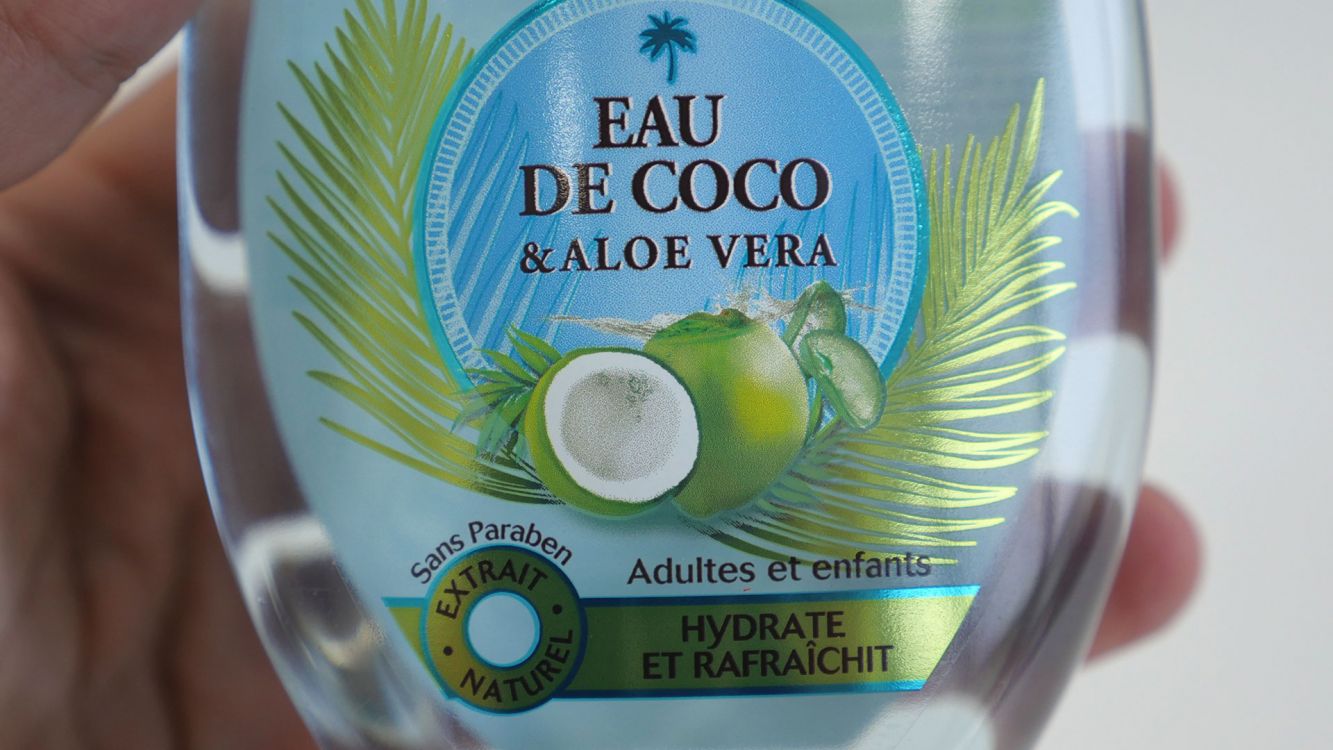 EAU
DE COCO
& ALOE VERA
Sans Paraben
EXTRAIT
NATUREL
Adultes et enfants
HYDRATE
ET RAFRAÎCHIT